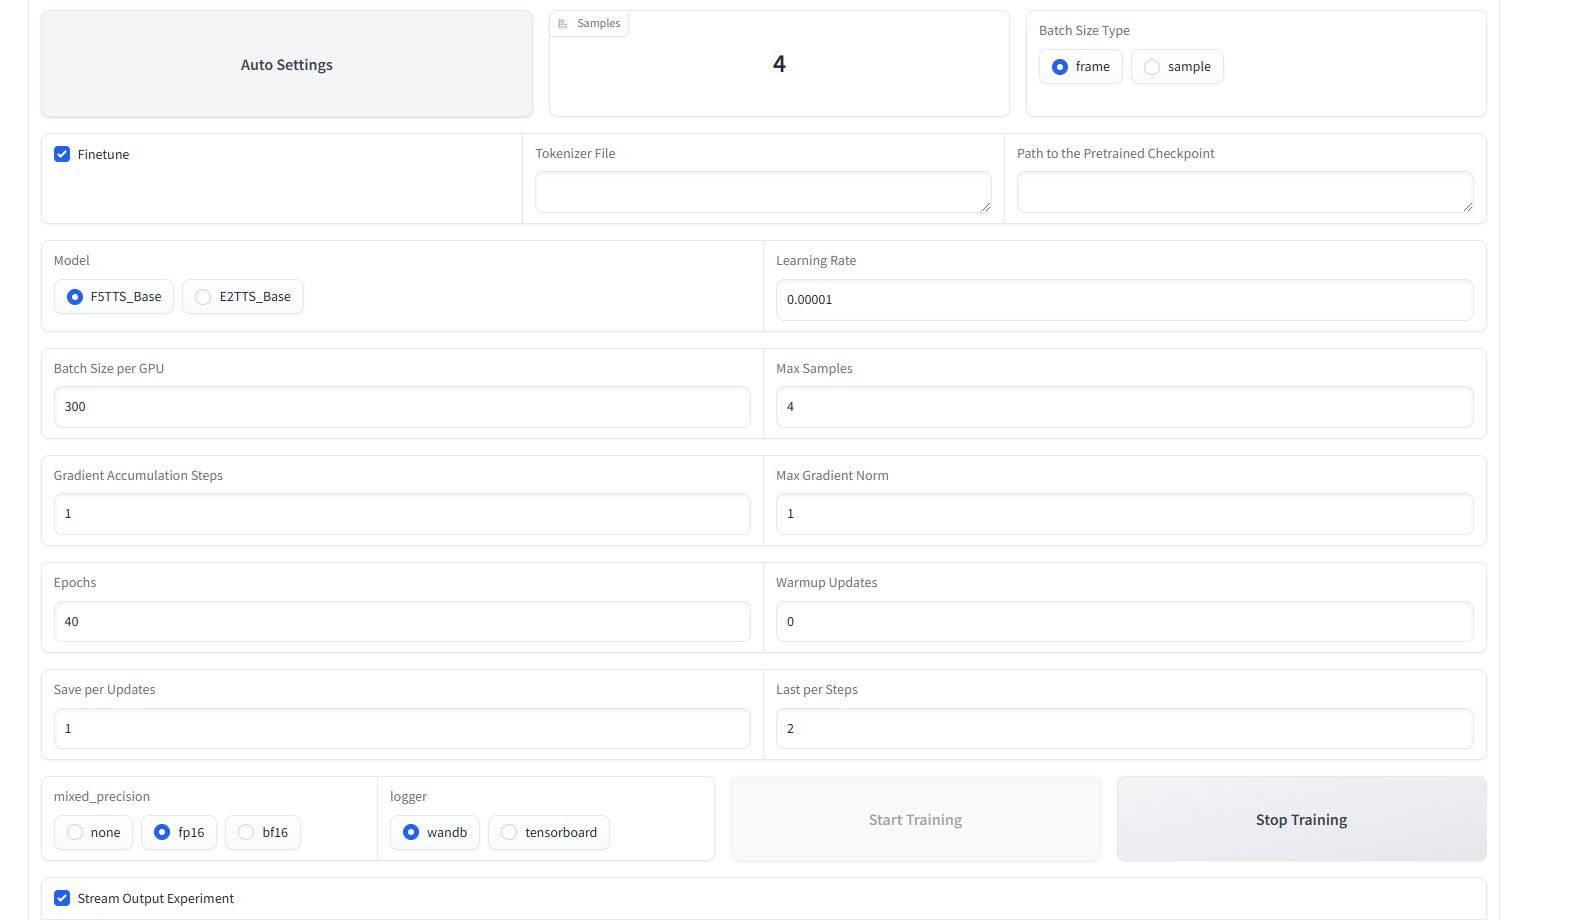 Auto Settings
Samples
4
Batch Size Type
frame
sample
Finetune
Tokenizer File
Path to the Pretrained Checkpoint
Model
F5TTS_Base
E2TTS_Base
Learning Rate
0.00001
Batch Size per GPU
300
Max Samples
4
Gradient Accumulation Steps
1
Max Gradient Norm
1
Epochs
40
Warmup Updates
0
Save per Updates
1
Last per Steps
2
mixed_precision
none
fp16
bf16
logger
wandb
tensorboard
Start Training
Stop Training
Stream Output Experiment